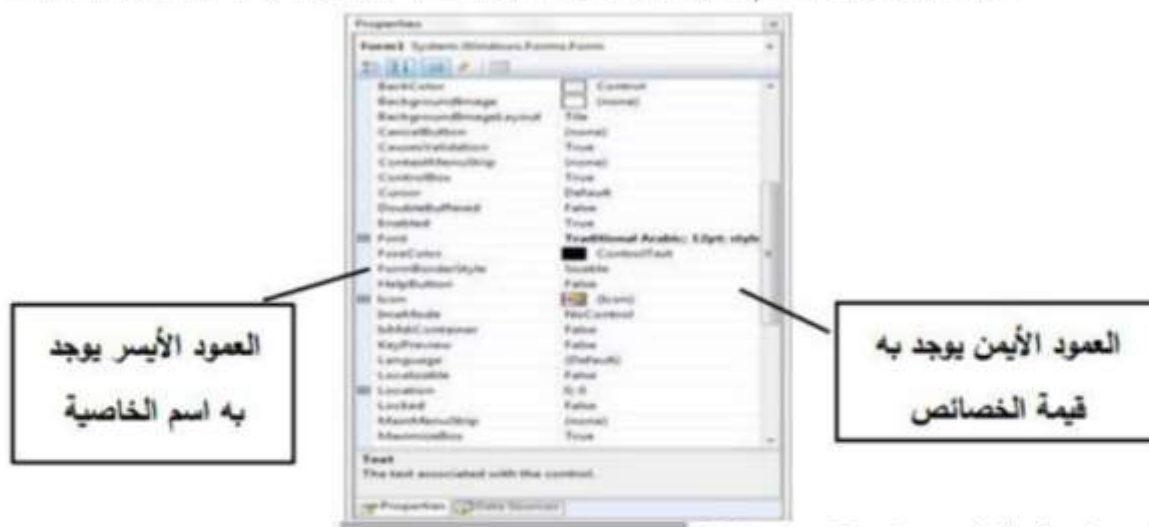 Properties
Form1 System.Windows.Forms.Form
BackColor Control
BackgroundImage (none)
BackgroundImageLayout Tile
CancelButton (none)
CausesValidation True
ContextMenuStrip (none)
ControlBox True
Cursor Default
DoubleBuffered False
Enabled True
Font Traditional Arabic; 12pt; style
ForeColor ControlText
FormBorderStyle Sizable
HelpButton False
Icon (Icon)
ImeMode NoControl
IsMdiContainer False
KeyPreview False
Language (Default)
Localizable False
Location 0; 0
Locked False
MainMenuStrip (none)
MaximizeBox True
Text
The text associated with the control.
Properties Data Sources
العمود الأيمن يوجد به
قيمة الخصائص
العمود الأيسر يوجد
به اسم الخاصية